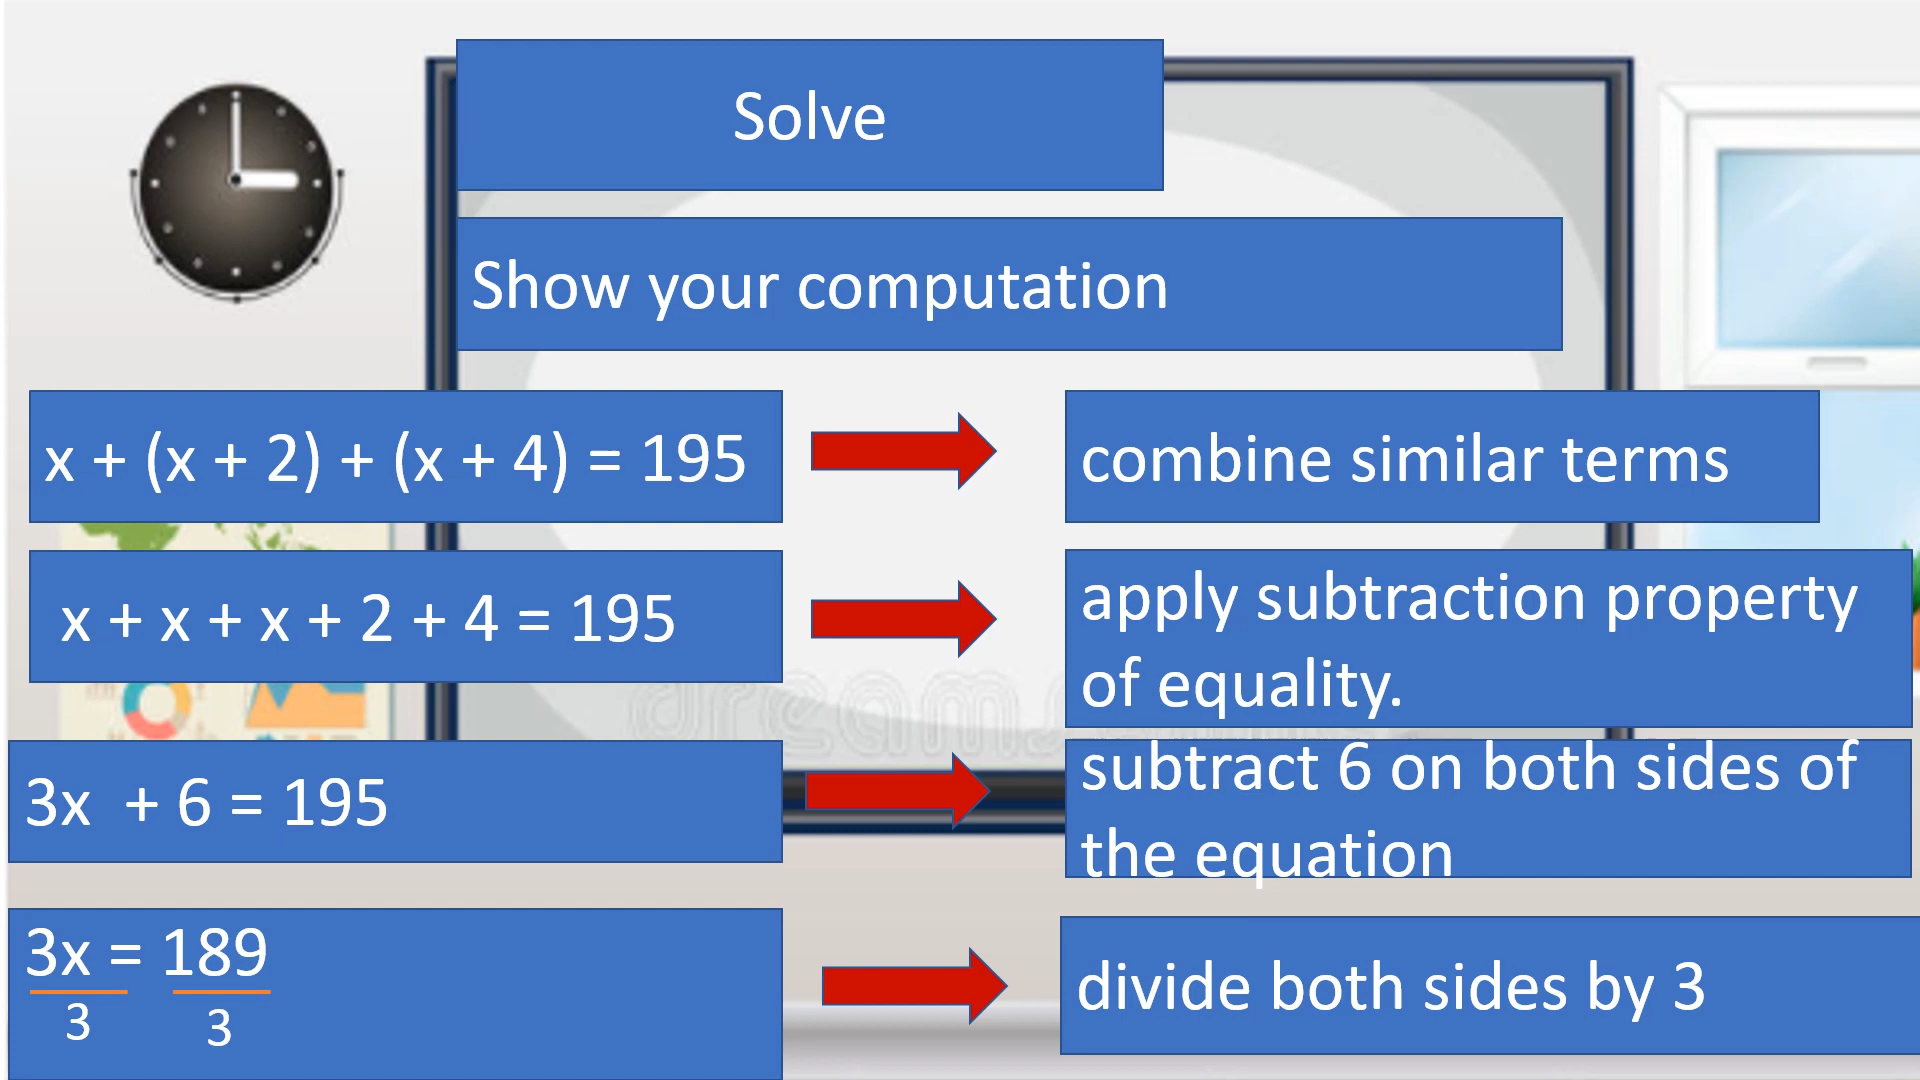 Solve
Show your computation
x + (x + 2) + (x + 4) = 195
combine similar terms
x + x + x + 2 + 4 = 195
apply subtraction property
of equality.
3x + 6 = 195
subtract 6 on both sides of
the equation
3x = 189
3 3
divide both sides by 3